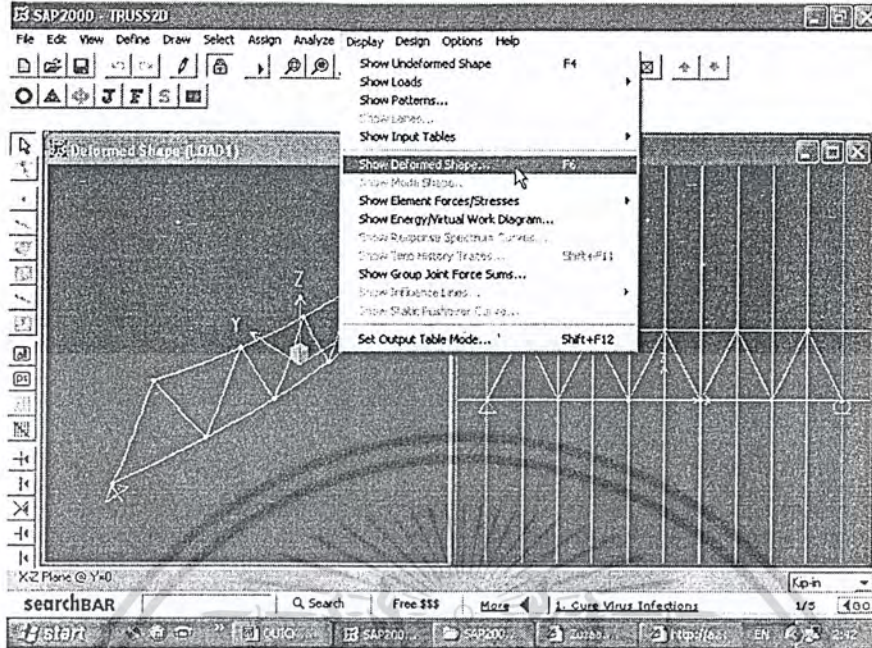 SAP2000 - TRUSS2D
File Edit View Define Draw Select Assign Analyze Display Design Options Help
Show Undeformed Shape F4
Show Loads
Show Patterns...
Show Lanes...
Show Input Tables
Show Deformed Shape... F6
Show Mode Shape...
Show Element Forces/Stresses
Show Energy/Virtual Work Diagram...
Show Response Spectrum Curves...
Show Time History Traces... Shift+F11
Show Group Joint Force Sums...
Show Influence Lines...
Show Static Pushover Curve...
Set Output Table Mode... Shift+F12
J F S
Deformed Shape (LOAD1)
Z
Y
all
ps
X-Z Plane @ Y=0
Kip-in
searchBAR Search Free $$$ More 1. Cure Virus Infections 1/5
start SAP200... SAP200... EN 2:42